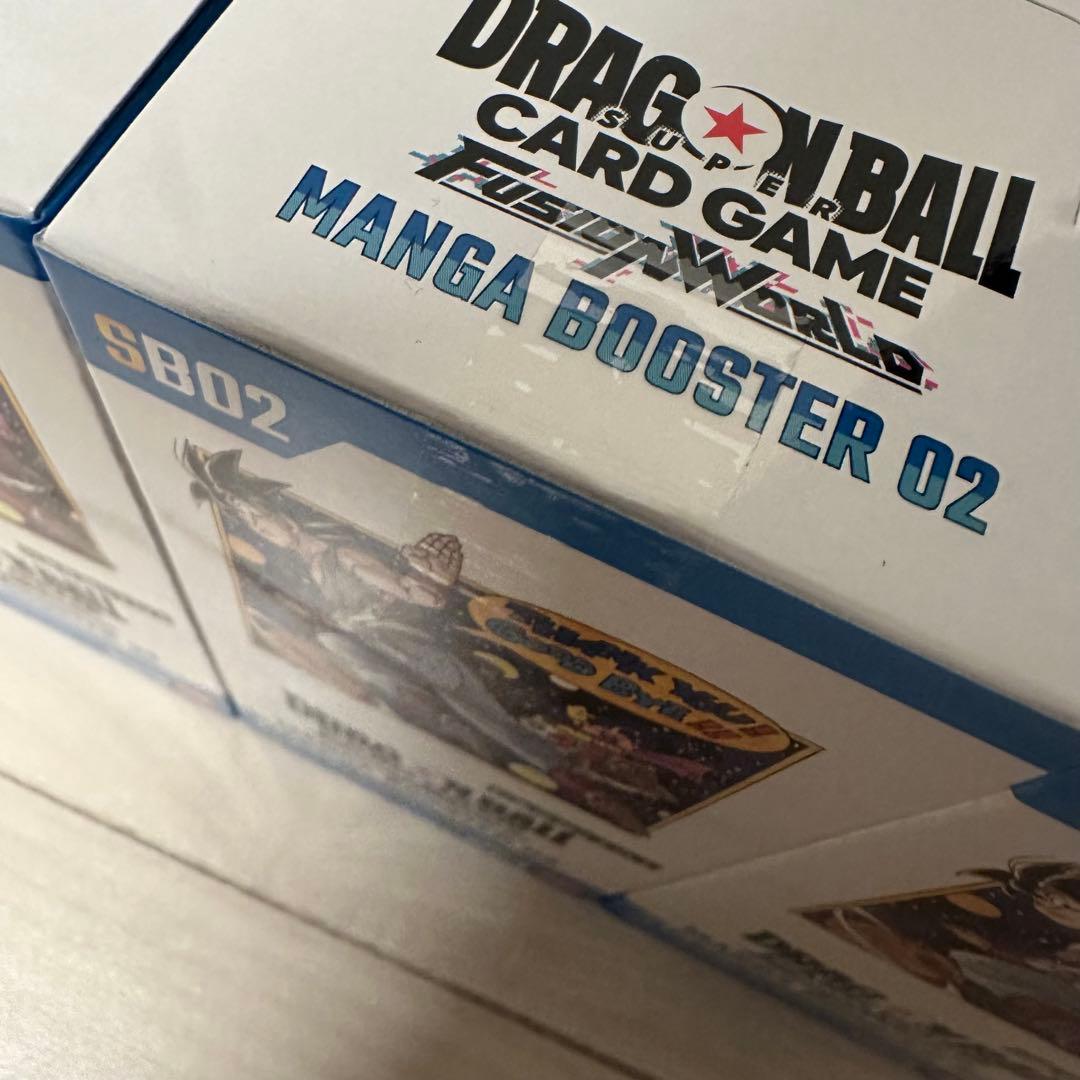 DRAGON BALL
SUPER
CARD GAME
FUSION WORLD
MANGA BOOSTER 02
SB02
THANK YOU!
GOOD BYE!!